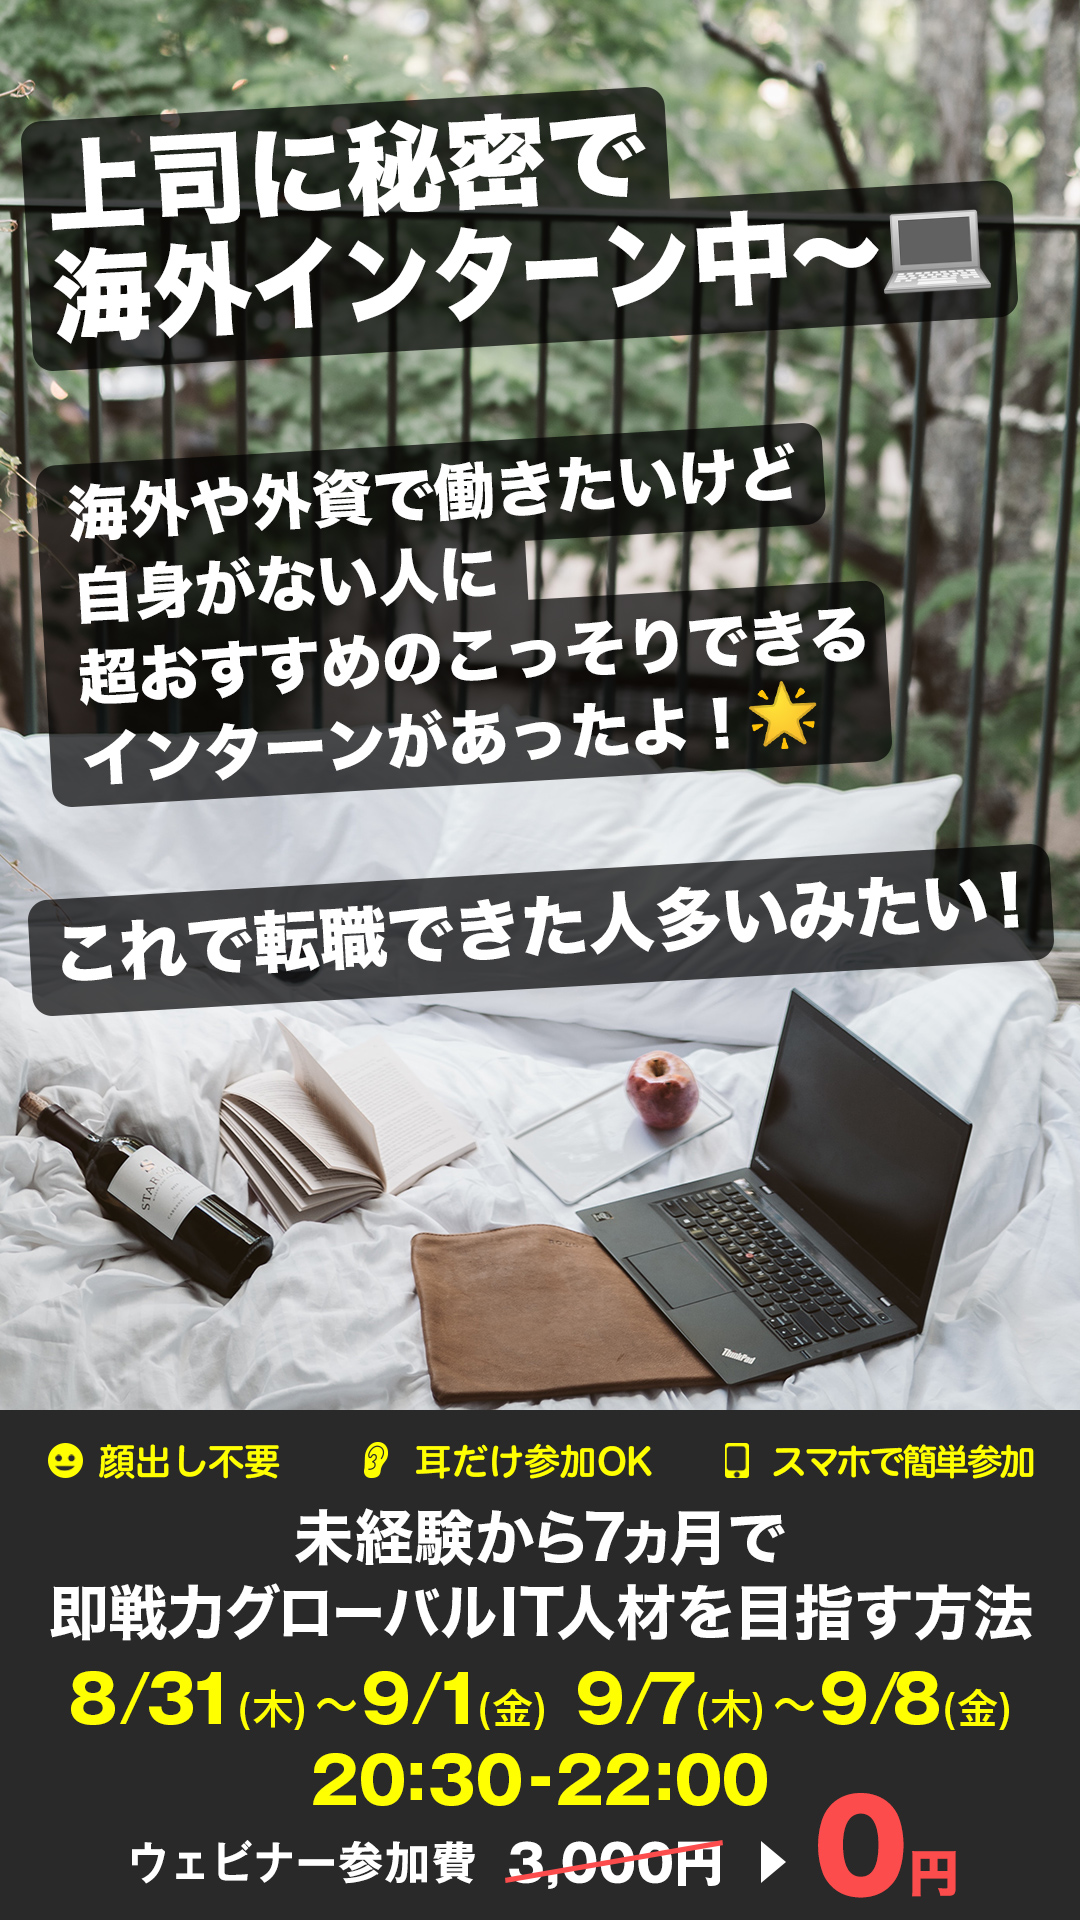 上司に秘密で
海外インターン中〜💻
海外や外資で働きたいけど
自身がない人に
超おすすめのこっそりできる
インターンがあったよ！🌟
これで転職できた人多いみたい！
STARMO
ThinkPad
顔出し不要 耳だけ参加OK スマホで簡単参加
未経験から7ヵ月で
即戦力グローバルIT人材を目指す方法
8/31(木)〜9/1(金) 9/7(木)〜9/8(金)
20:30-22:00
ウェビナー参加費 3,000円 ▶ 0円